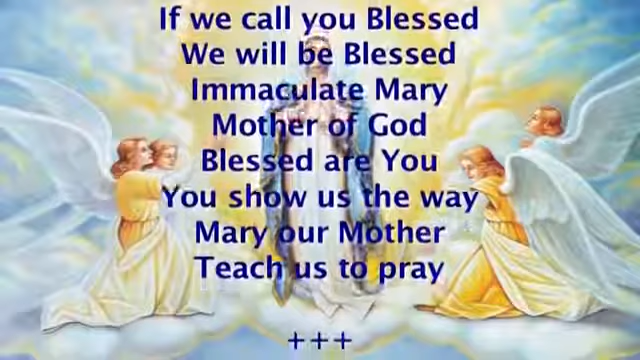 If we call you Blessed
We will be Blessed
Immaculate Mary
Mother of God
Blessed are You
You show us the way
Mary our Mother
Teach us to pray
+++